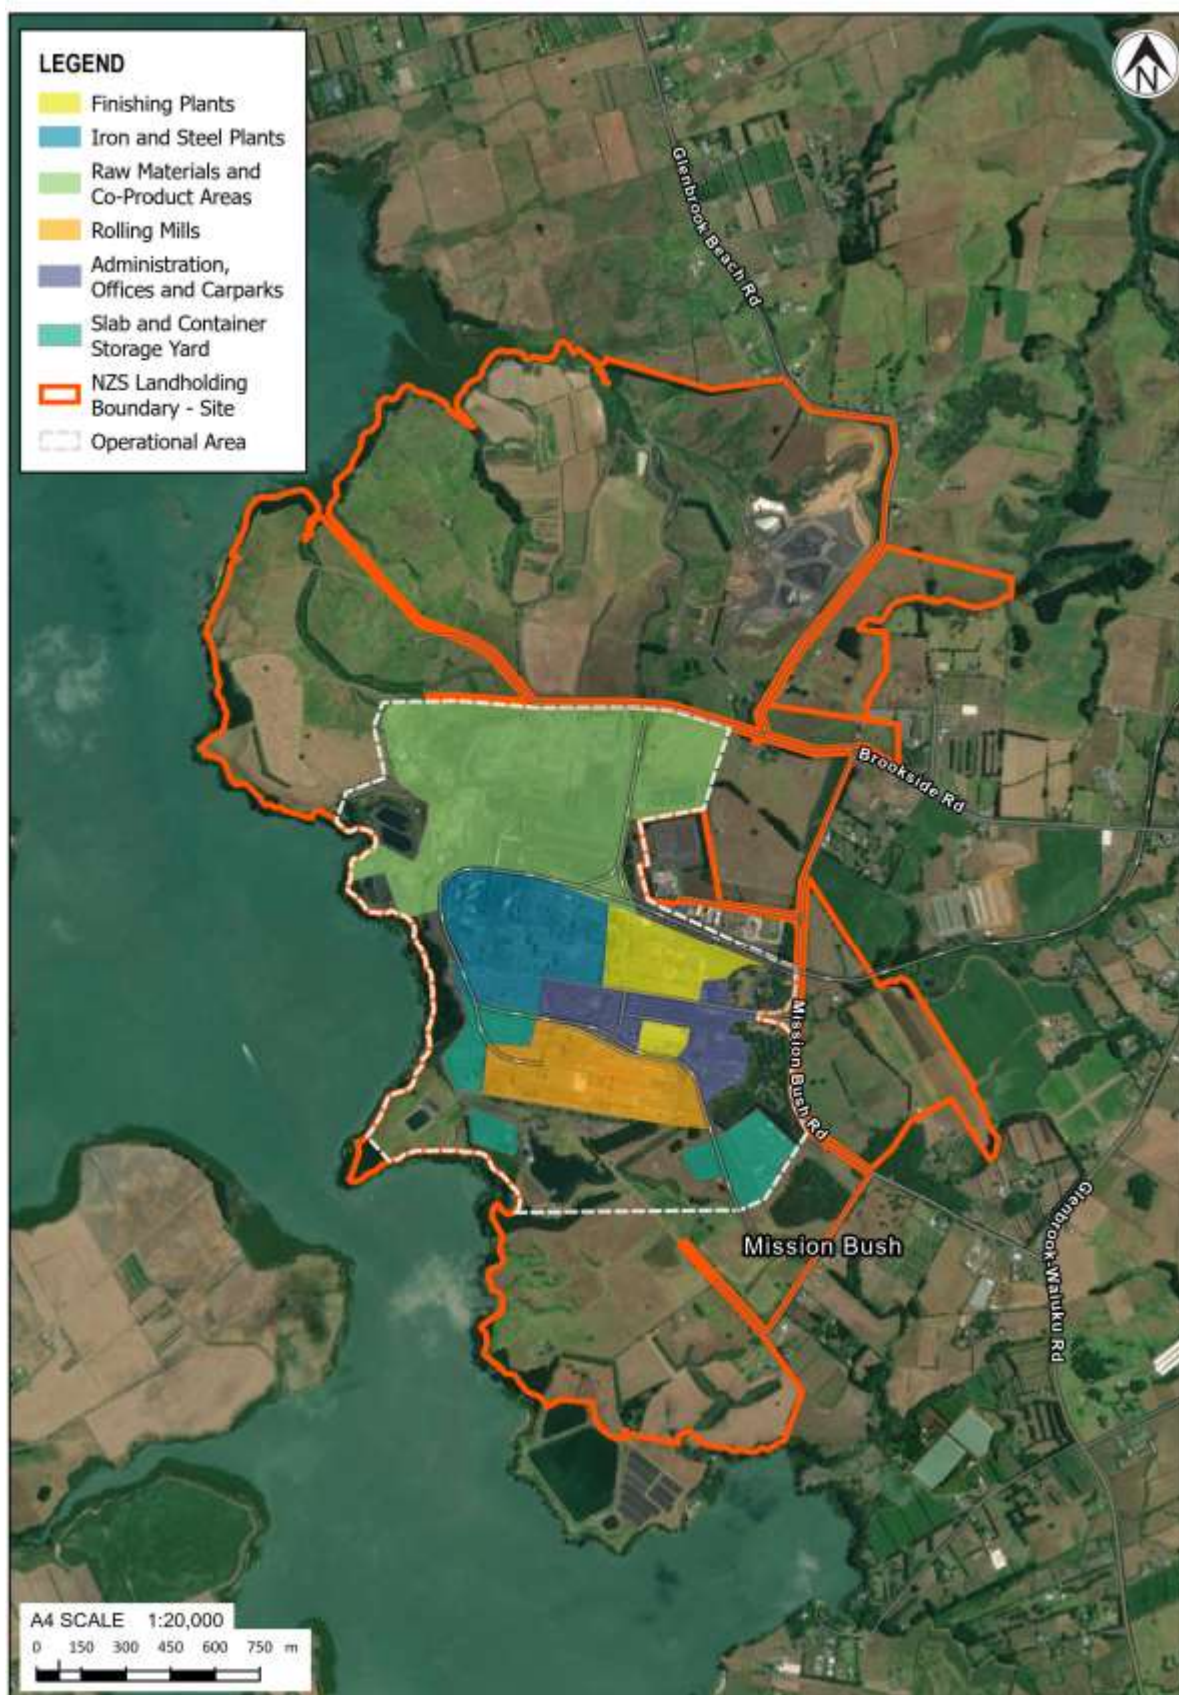 LEGEND
Finishing Plants
Iron and Steel Plants
Raw Materials and
Co-Product Areas
Rolling Mills
Administration,
Offices and Carparks
Slab and Container
Storage Yard
NZS Landholding
Boundary - Site
Operational Area
N
Glenbrook Beach Rd
Brookside Rd
Mission Bush Rd
Mission Bush
Glenbrook-Waiuku Rd
A4 SCALE 1:20,000
0 150 300 450 600 750 m